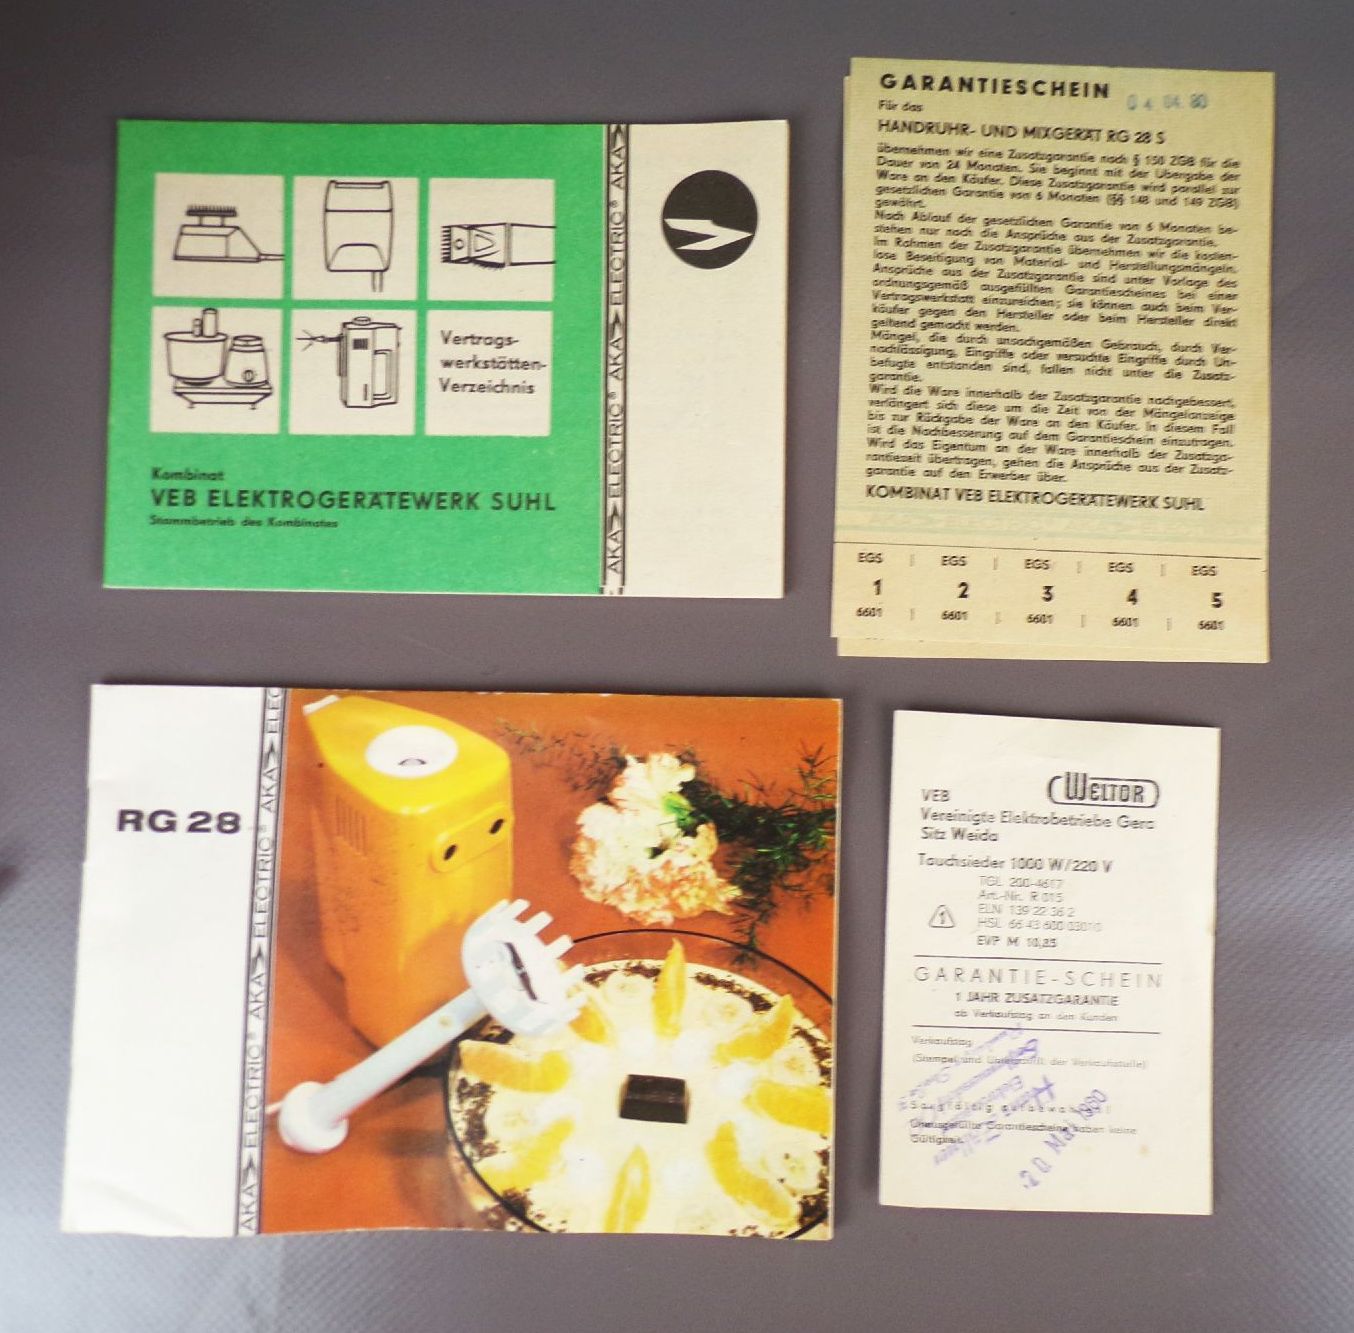 Vertrags-
werkstätten-
Verzeichnis
Kombinat
VEB ELEKTROGERÄTEWERK SUHL
Stammbetrieb des Kombinates
AKA ELECTRIC® AKA ELECTRIC® AKA
GARANTIESCHEIN
04. 04. 80
Für das
HANDRÜHR- UND MIXGERÄT RG 28 S
übernehmen wir eine Zusatzgarantie nach § 150 ZGB für die
Dauer von 24 Monaten. Sie beginnt mit der Übergabe der
Ware an den Käufer. Diese Zusatzgarantie wird parallel zur
gesetzlichen Garantie von 6 Monaten (§§ 148 und 149 ZGB)
gewährt.
Nach Ablauf der gesetzlichen Garantie von 6 Monaten be-
stehen nur noch die Ansprüche aus der Zusatzgarantie.
Im Rahmen der Zusatzgarantie übernehmen wir die kosten-
lose Beseitigung von Material- und Herstellungsmängeln.
Ansprüche aus der Zusatzgarantie sind unter Vorlage des
ordnungsgemäß ausgefüllten Garantiescheines bei einer
Vertragswerkstatt einzureichen; sie können auch beim Ver-
käufer gegen den Hersteller oder beim Hersteller direkt
geltend gemacht werden.
Mängel, die durch unsachgemäßen Gebrauch, durch Ver-
nachlässigung, Eingriffe oder versuchte Eingriffe durch Un-
befugte entstanden sind, fallen nicht unter die Zusatz-
garantie.
Wird die Ware innerhalb der Zusatzgarantie nachgebessert,
verlängert sich diese um die Zeit von der Mängelanzeige
bis zur Rückgabe der Ware an den Käufer. In diesem Fall
ist die Nachbesserung auf dem Garantieschein einzutragen.
Wird das Eigentum an der Ware innerhalb der Zusatzga-
rantiezeit übertragen, gehen die Ansprüche aus der Zusatz-
garantie auf den Erwerber über.
KOMBINAT VEB ELEKTROGERÄTEWERK SUHL
EGS EGS EGS EGS EGS
1 2 3 4 5
6601 6601 6601 6601 6601
RG 28
AKA ELECTRIC® AKA ELECTRIC® AKA ELEC
WELTOR
VEB
Vereinigte Elektrobetriebe Gera
Sitz Weida
Tauchsieder 1000 W/220 V
TGL 200-4617
Art.-Nr. R 015
ELN 139 22 36 2
HSL 66 43 600 03010
EVP M 10,85
GARANTIE-SCHEIN
1 JAHR ZUSATZGARANTIE
ab Verkaufstag an den Kunden
Verkaufstag
(Stempel und Unterschrift der Verkaufsstelle)
Sorgfältig aufbewahren!
Unausgefüllte Garantiescheine haben keine
Gültigkeit.
20. MAI 1980